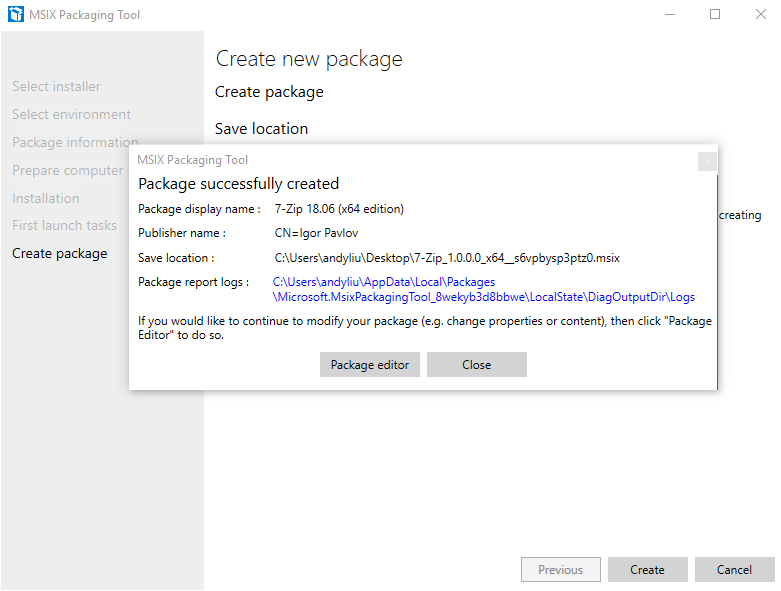 MSIX Packaging Tool
Create new package
Create package
Save location
Select installer
Select environment
Package information
Prepare computer
Installation
First launch tasks
Create package
creating
MSIX Packaging Tool
Package successfully created
Package display name : 7-Zip 18.06 (x64 edition)
Publisher name : CN=Igor Pavlov
Save location : C:\Users\andyliu\Desktop\7-Zip_1.0.0.0_x64__s6vpbysp3ptz0.msix
Package report logs : C:\Users\andyliu\AppData\Local\Packages
\Microsoft.MsixPackagingTool_8wekyb3d8bbwe\LocalState\DiagOutputDir\Logs
If you would like to continue to modify your package (e.g. change properties or content), then click "Package
Editor" to do so.
Package editor Close
Previous Create Cancel